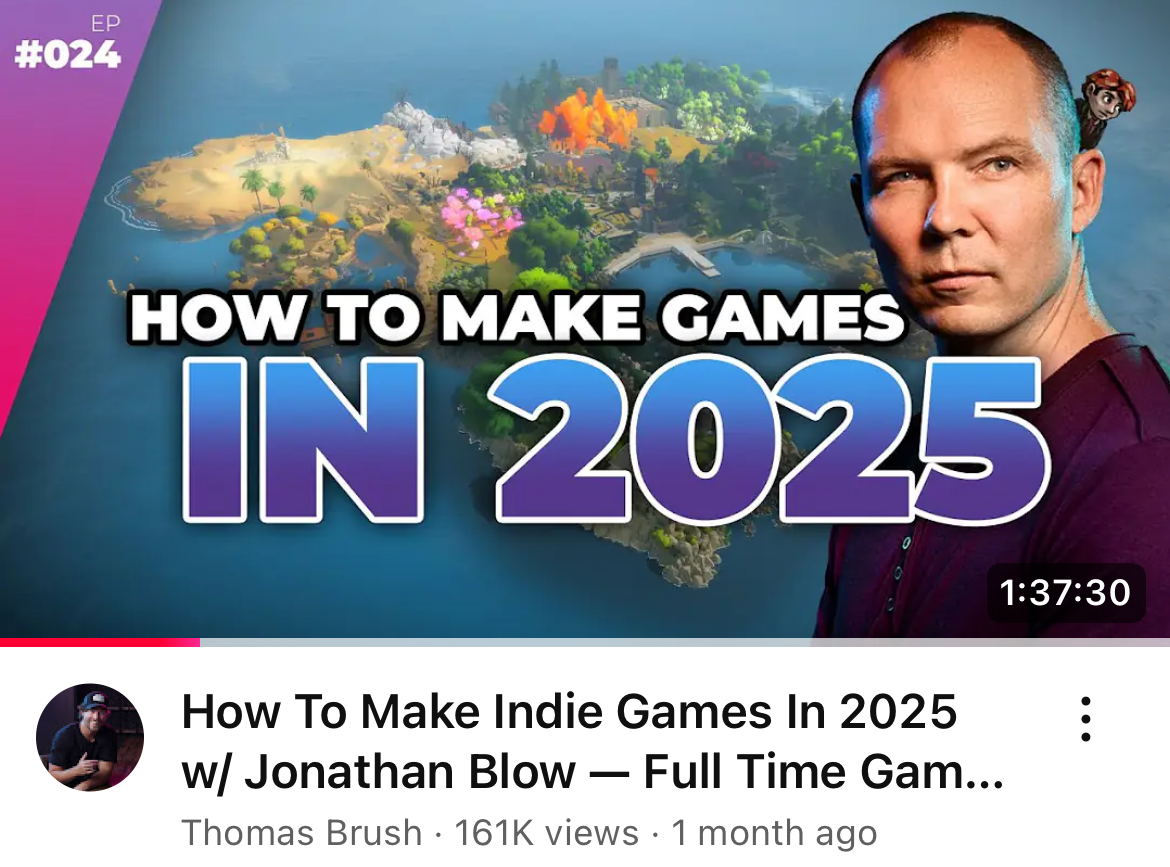 EP
#024
HOW TO MAKE GAMES
IN 2025
1:37:30
How To Make Indie Games In 2025
w/ Jonathan Blow — Full Time Gam...
Thomas Brush · 161K views · 1 month ago